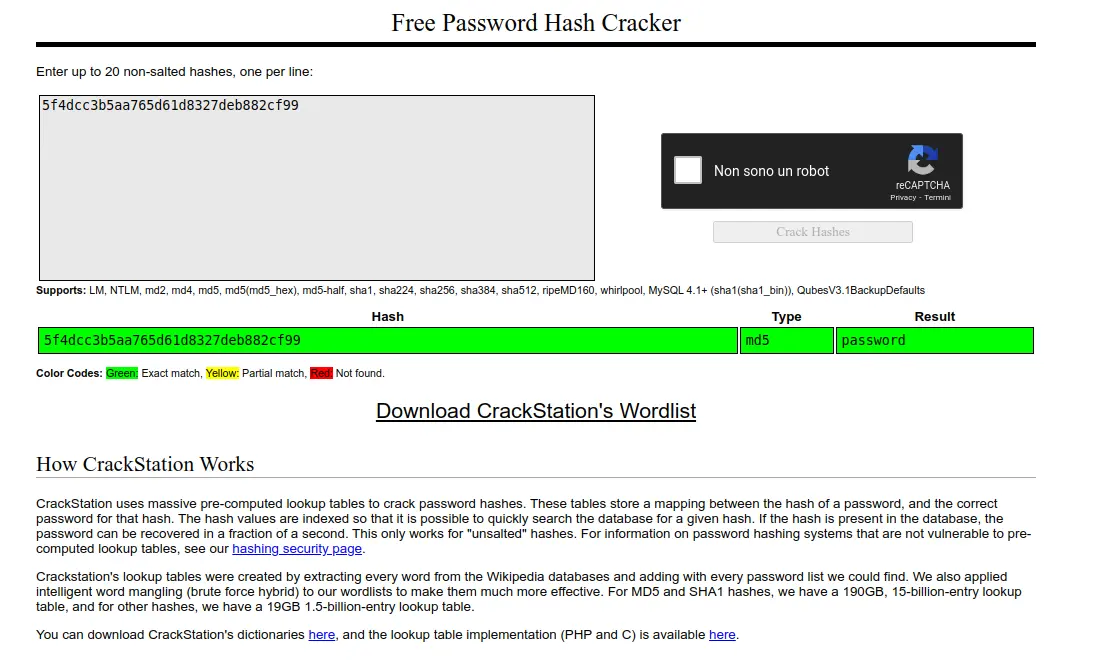 Free Password Hash Cracker
Enter up to 20 non-salted hashes, one per line:
5f4dcc3b5aa765d61d8327deb882cf99
Non sono un robot
reCAPTCHA
Privacy - Termini
Crack Hashes
Supports: LM, NTLM, md2, md4, md5, md5(md5_hex), md5-half, sha1, sha224, sha256, sha384, sha512, ripeMD160, whirlpool, MySQL 4.1+ (sha1(sha1_bin)), QubesV3.1BackupDefaults
Hash Type Result
5f4dcc3b5aa765d61d8327deb882cf99 md5 password
Color Codes: Green: Exact match, Yellow: Partial match, Red: Not found.
Download CrackStation's Wordlist
How CrackStation Works
CrackStation uses massive pre-computed lookup tables to crack password hashes. These tables store a mapping between the hash of a password, and the correct
password for that hash. The hash values are indexed so that it is possible to quickly search the database for a given hash. If the hash is present in the database, the
password can be recovered in a fraction of a second. This only works for "unsalted" hashes. For information on password hashing systems that are not vulnerable to pre-
computed lookup tables, see our hashing security page.
Crackstation's lookup tables were created by extracting every word from the Wikipedia databases and adding with every password list we could find. We also applied
intelligent word mangling (brute force hybrid) to our wordlists to make them much more effective. For MD5 and SHA1 hashes, we have a 190GB, 15-billion-entry lookup
table, and for other hashes, we have a 19GB 1.5-billion-entry lookup table.
You can download CrackStation's dictionaries here, and the lookup table implementation (PHP and C) is available here.